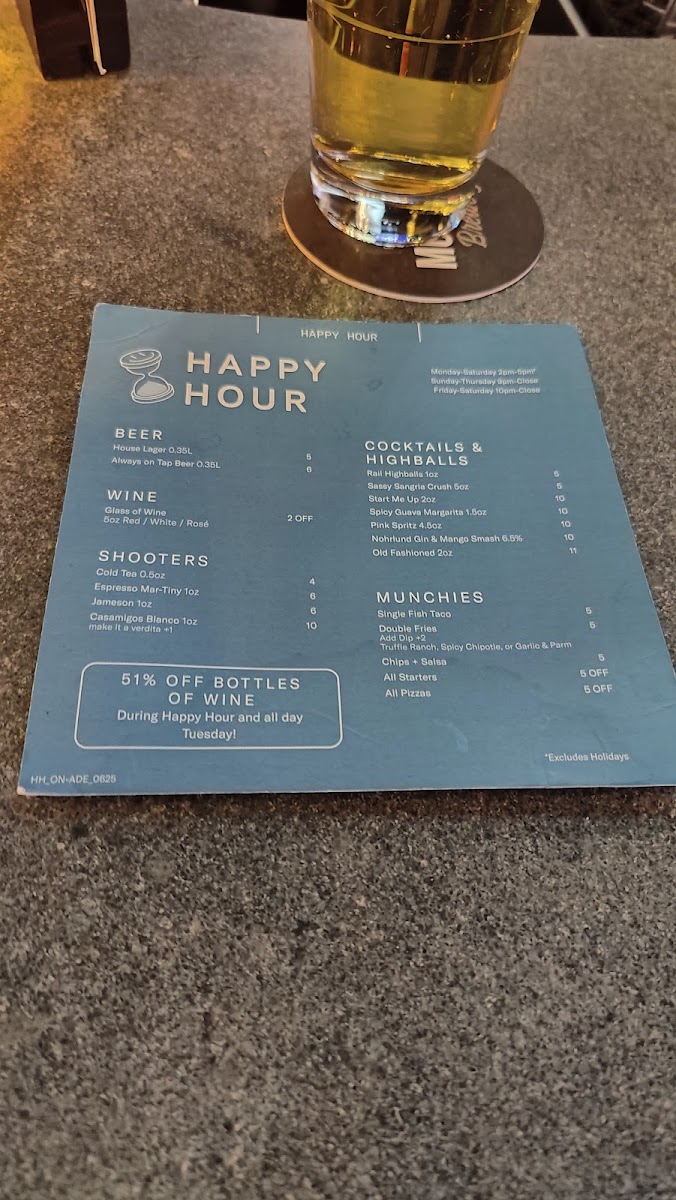 HAPPY HOUR
HAPPY
HOUR
Monday-Saturday 2pm-5pm*
Sunday-Thursday 9pm-Close
Friday-Saturday 10pm-Close
BEER
House Lager 0.35L 5
Always on Tap Beer 0.35L 6
WINE
Glass of Wine
5oz Red / White / Rosé 2 OFF
SHOOTERS
Cold Tea 0.5oz 4
Espresso Mar-Tiny 1oz 6
Jameson 1oz 6
Casamigos Blanco 1oz 10
make it a verdita +1
51% OFF BOTTLES
OF WINE
During Happy Hour and all day
Tuesday!
HH_ON-ADE_0625
COCKTAILS &
HIGHBALLS
Rail Highballs 1oz 5
Sassy Sangria Crush 5oz 5
Start Me Up 2oz 10
Spicy Guava Margarita 1.5oz 10
Pink Spritz 4.5oz 10
Nohrlund Gin & Mango Smash 6.5% 10
Old Fashioned 2oz 11
MUNCHIES
Single Fish Taco 5
Double Fries 5
Add Dip +2
Truffle Ranch, Spicy Chipotle, or Garlic & Parm
Chips + Salsa 5
All Starters 5 OFF
All Pizzas 5 OFF
*Excludes Holidays